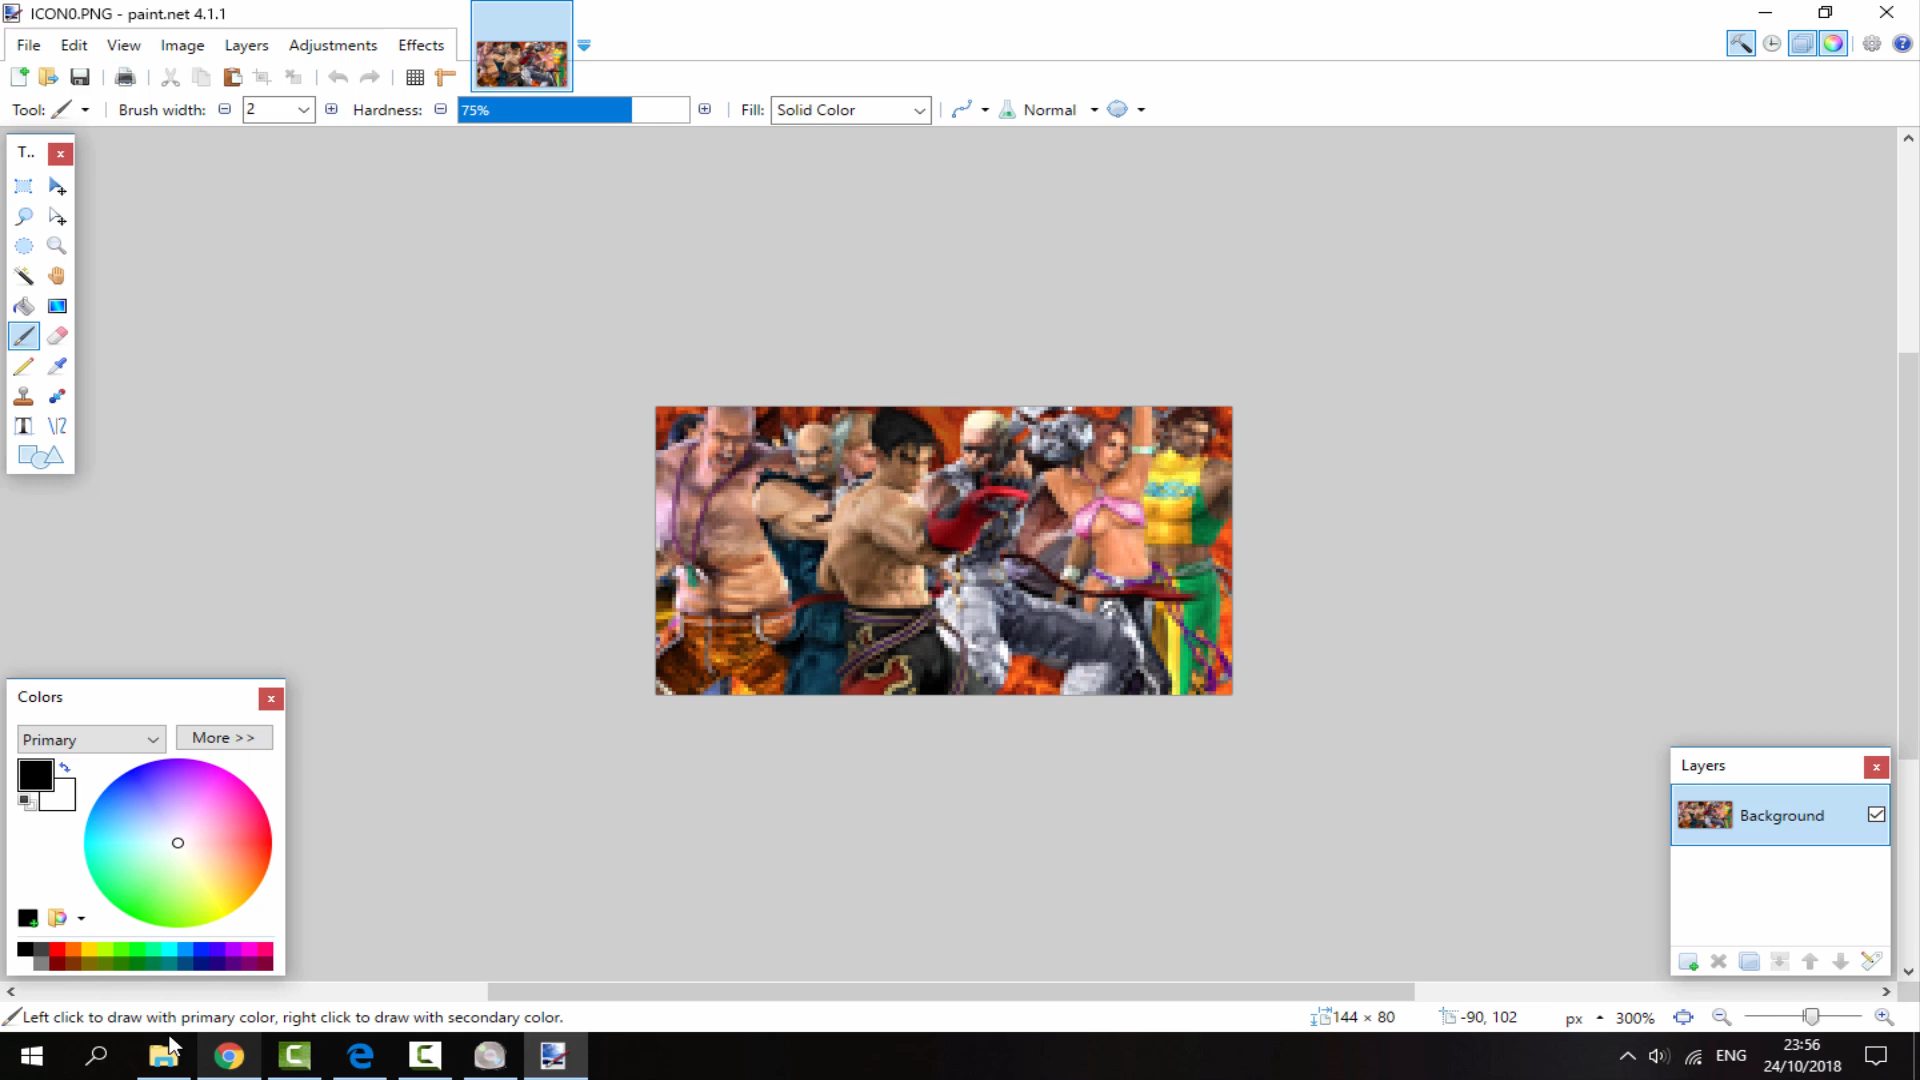 ICON0.PNG - paint.net 4.1.1
File Edit View Image Layers Adjustments Effects
Tool: Brush width: 2 Hardness: 75% Fill: Solid Color Normal
T..
Colors
Primary More >>
Layers
Background
Left click to draw with primary color, right click to draw with secondary color.
144 × 80 -90, 102 px 300%
ENG 23:56
24/10/2018